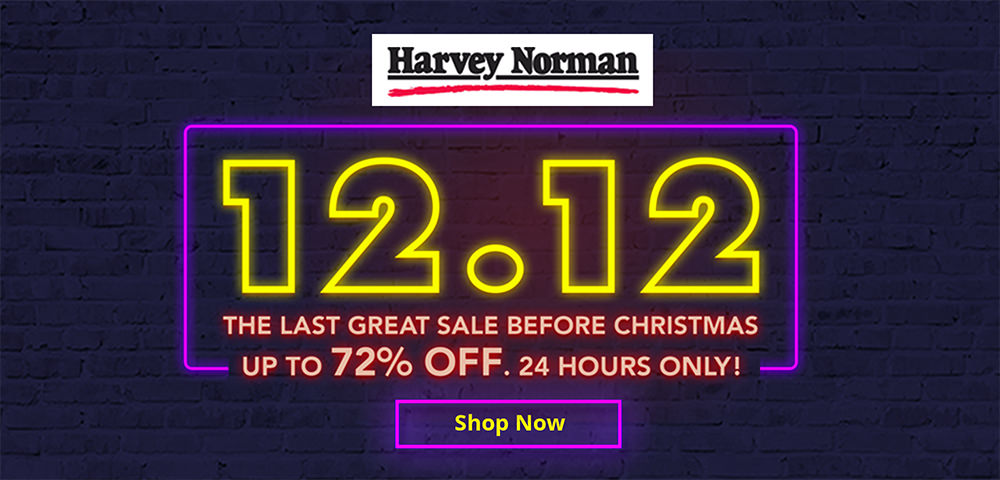 Harvey Norman
12.12
THE LAST GREAT SALE BEFORE CHRISTMAS
UP TO 72% OFF. 24 HOURS ONLY!
Shop Now